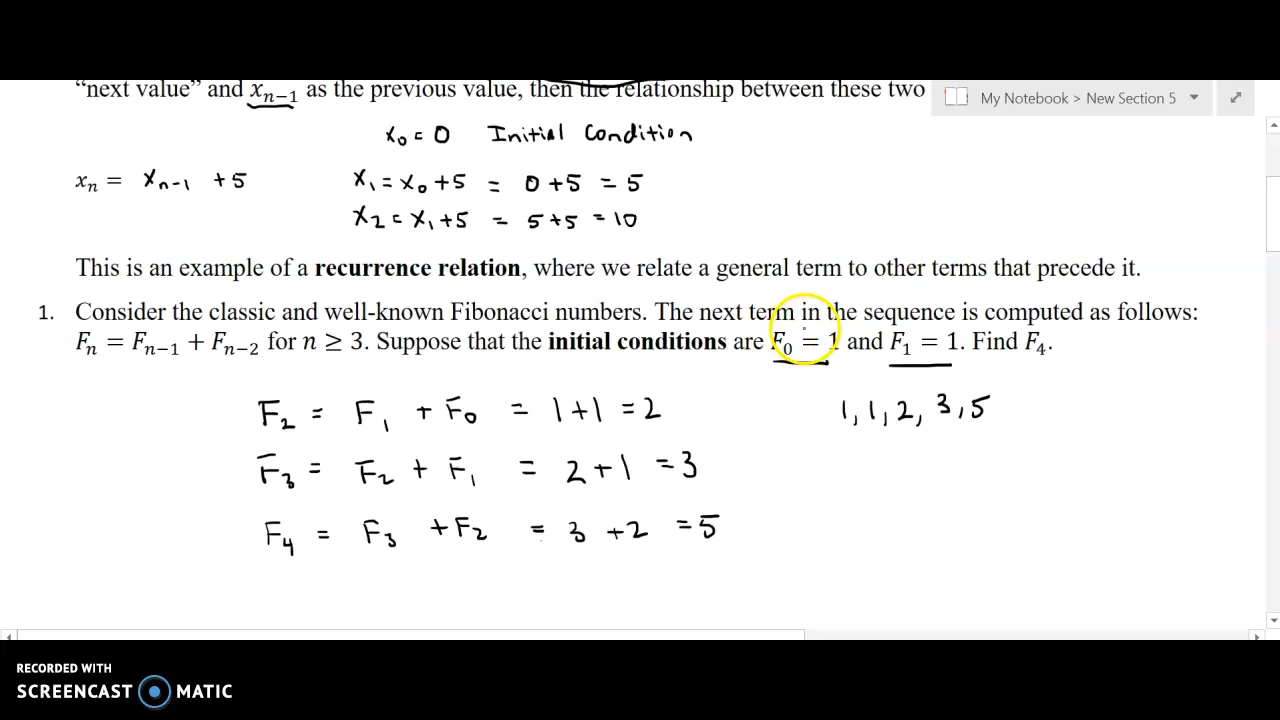 “next value” and xₙ₋₁ as the previous value, then the relationship between these two
My Notebook > New Section 5
x₀ = 0 Initial Condition
xₙ = xₙ₋₁ + 5
x₁ = x₀ + 5 = 0 + 5 = 5
x₂ = x₁ + 5 = 5 + 5 = 10
This is an example of a recurrence relation, where we relate a general term to other terms that precede it.
1. Consider the classic and well-known Fibonacci numbers. The next term in the sequence is computed as follows:
Fₙ = Fₙ₋₁ + Fₙ₋₂ for n ≥ 3. Suppose that the initial conditions are F₀ = 1 and F₁ = 1. Find F₄.
F₂ = F₁ + F₀ = 1 + 1 = 2
1, 1, 2, 3, 5
F₃ = F₂ + F₁ = 2 + 1 = 3
F₄ = F₃ + F₂ = 3 + 2 = 5
RECORDED WITH
SCREENCAST MATIC